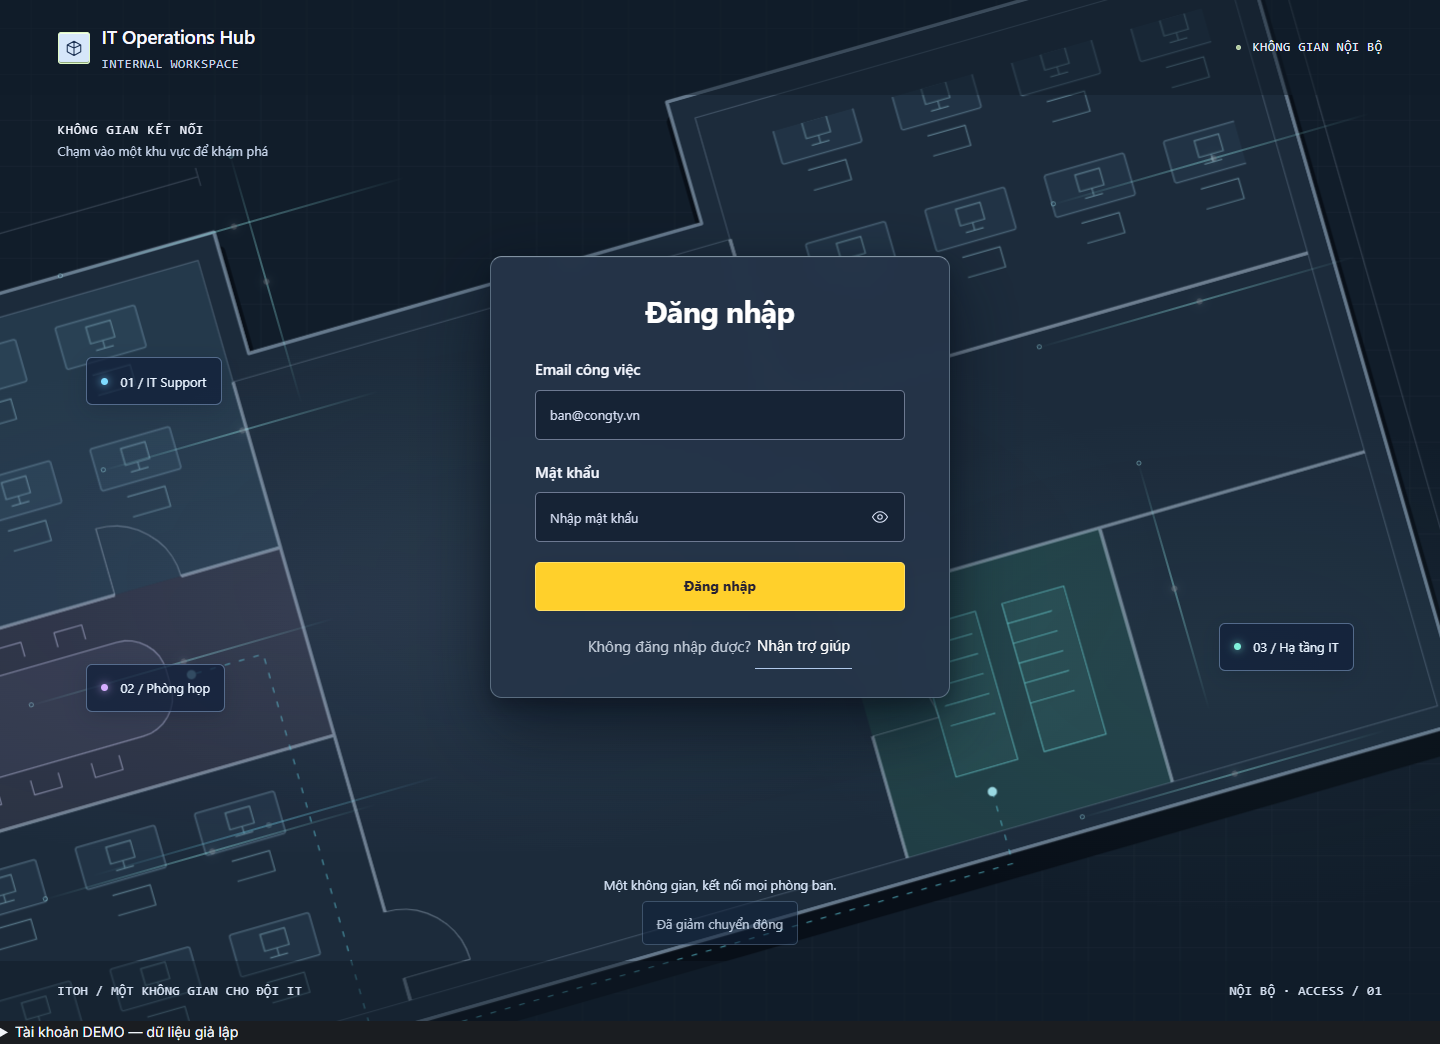 IT Operations Hub
INTERNAL WORKSPACE
KHÔNG GIAN NỘI BỘ
KHÔNG GIAN KẾT NỐI
Chạm vào một khu vực để khám phá
Đăng nhập
Email công việc
ban@congty.vn
Mật khẩu
Nhập mật khẩu
Đăng nhập
Không đăng nhập được? Nhận trợ giúp
01 / IT Support
02 / Phòng họp
03 / Hạ tầng IT
Một không gian, kết nối mọi phòng ban.
Đã giảm chuyển động
ITOH / MỘT KHÔNG GIAN CHO ĐỘI IT
NỘI BỘ · ACCESS / 01
Tài khoản DEMO — dữ liệu giả lập